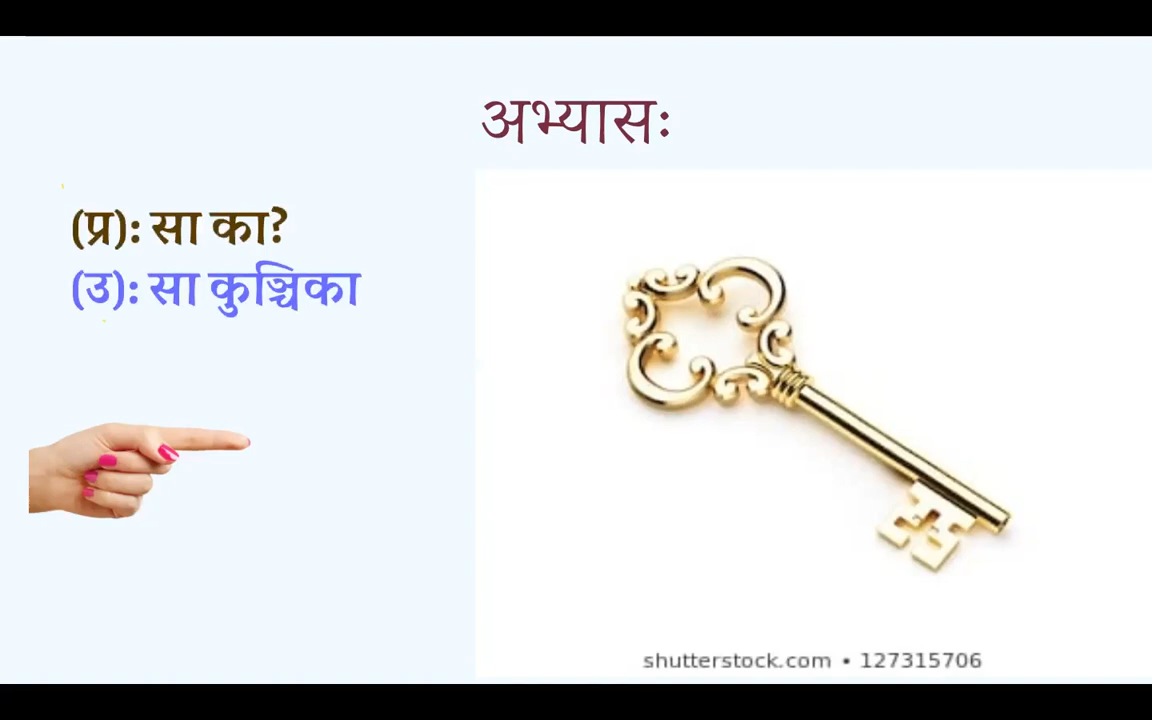 अभ्यासः
(प्र): सा का?
(उ): सा कुञ्चिका
shutterstock.com • 127315706